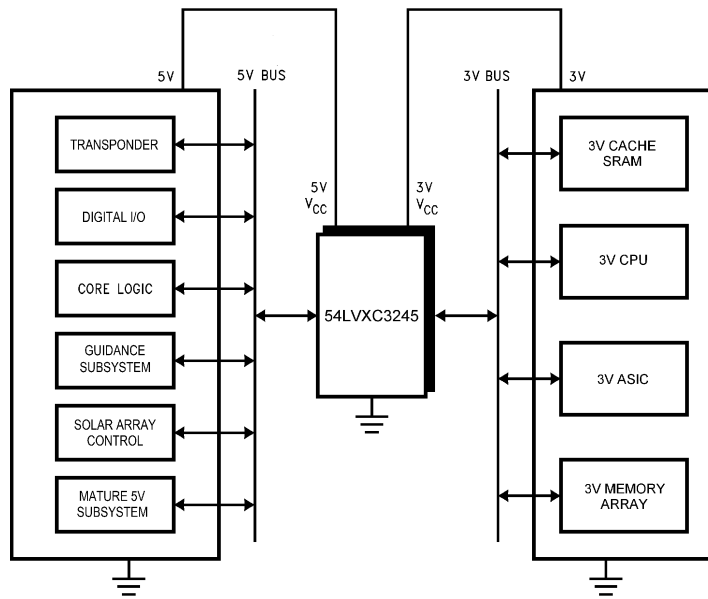 5V
5V BUS
3V BUS
3V
TRANSPONDER
DIGITAL I/O
CORE LOGIC
GUIDANCE
SUBSYSTEM
SOLAR ARRAY
CONTROL
MATURE 5V
SUBSYSTEM
5V
VCC
3V
VCC
54LVXC3245
3V CACHE
SRAM
3V CPU
3V ASIC
3V MEMORY
ARRAY